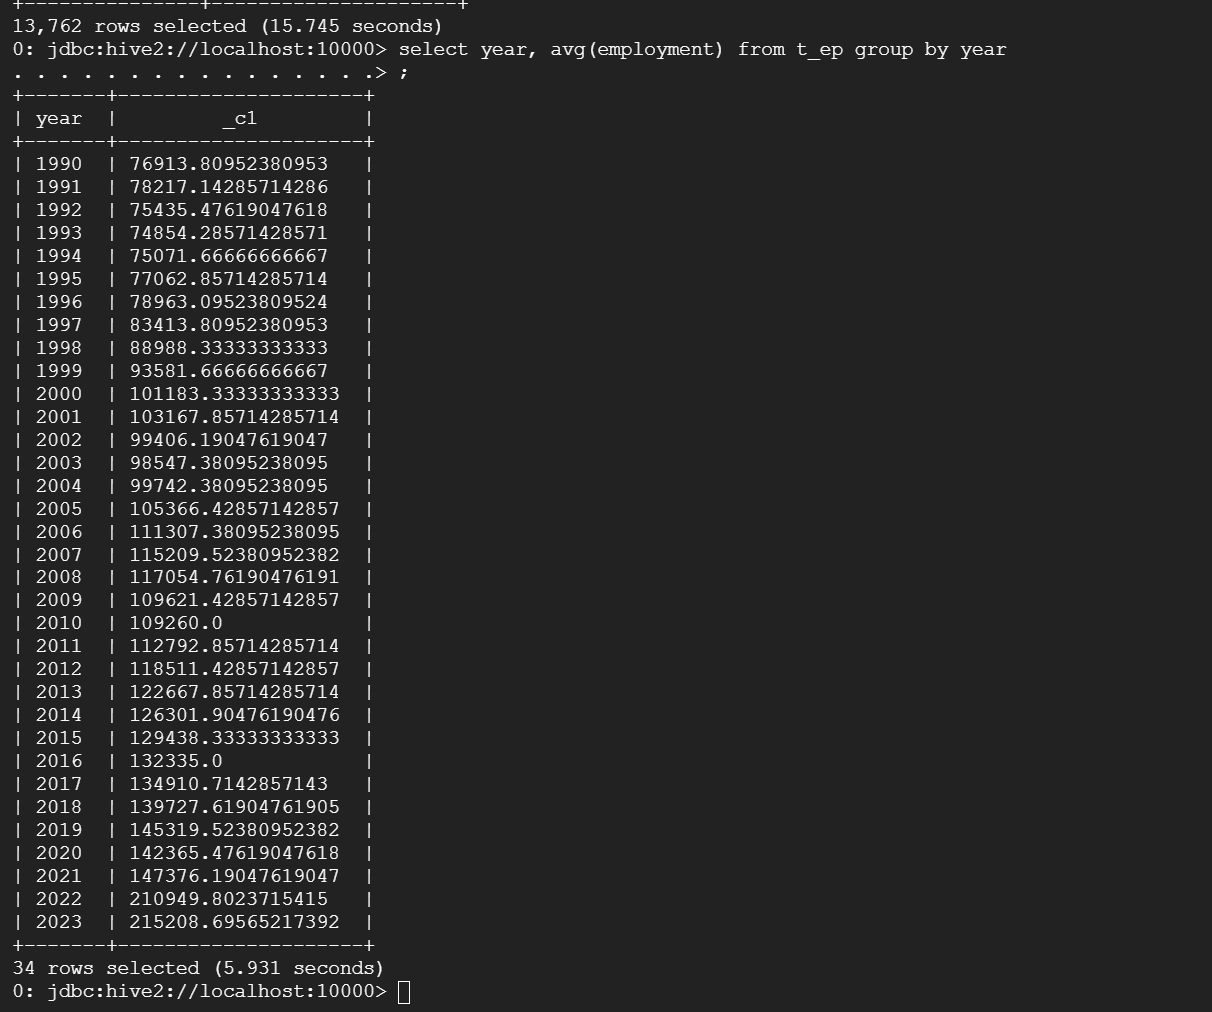 +---------------+---------------------+
13,762 rows selected (15.745 seconds)
0: jdbc:hive2://localhost:10000> select year, avg(employment) from t_ep group by year
. . . . . . . . . . . . . . . .> ;
+-------+---------------------+
| year  |         _c1         |
+-------+---------------------+
| 1990  | 76913.80952380953   |
| 1991  | 78217.14285714286   |
| 1992  | 75435.47619047618   |
| 1993  | 74854.28571428571   |
| 1994  | 75071.66666666667   |
| 1995  | 77062.85714285714   |
| 1996  | 78963.09523809524   |
| 1997  | 83413.80952380953   |
| 1998  | 88988.33333333333   |
| 1999  | 93581.66666666667   |
| 2000  | 101183.33333333333  |
| 2001  | 103167.85714285714  |
| 2002  | 99406.19047619047   |
| 2003  | 98547.38095238095   |
| 2004  | 99742.38095238095   |
| 2005  | 105366.42857142857  |
| 2006  | 111307.38095238095  |
| 2007  | 115209.52380952382  |
| 2008  | 117054.76190476191  |
| 2009  | 109621.42857142857  |
| 2010  | 109260.0            |
| 2011  | 112792.85714285714  |
| 2012  | 118511.42857142857  |
| 2013  | 122667.85714285714  |
| 2014  | 126301.90476190476  |
| 2015  | 129438.33333333333  |
| 2016  | 132335.0            |
| 2017  | 134910.7142857143   |
| 2018  | 139727.61904761905  |
| 2019  | 145319.52380952382  |
| 2020  | 142365.47619047618  |
| 2021  | 147376.19047619047  |
| 2022  | 210949.8023715415   |
| 2023  | 215208.69565217392  |
+-------+---------------------+
34 rows selected (5.931 seconds)
0: jdbc:hive2://localhost:10000>